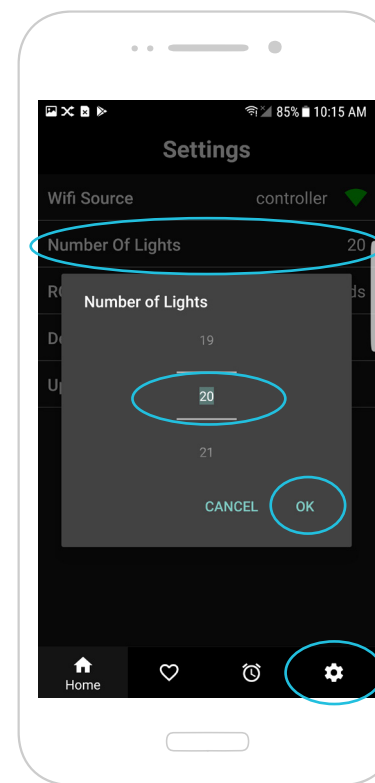 85% 10:15 AM
Settings
Wifi Source controller
Number Of Lights 20
Number of Lights
19
20
21
CANCEL OK
Home